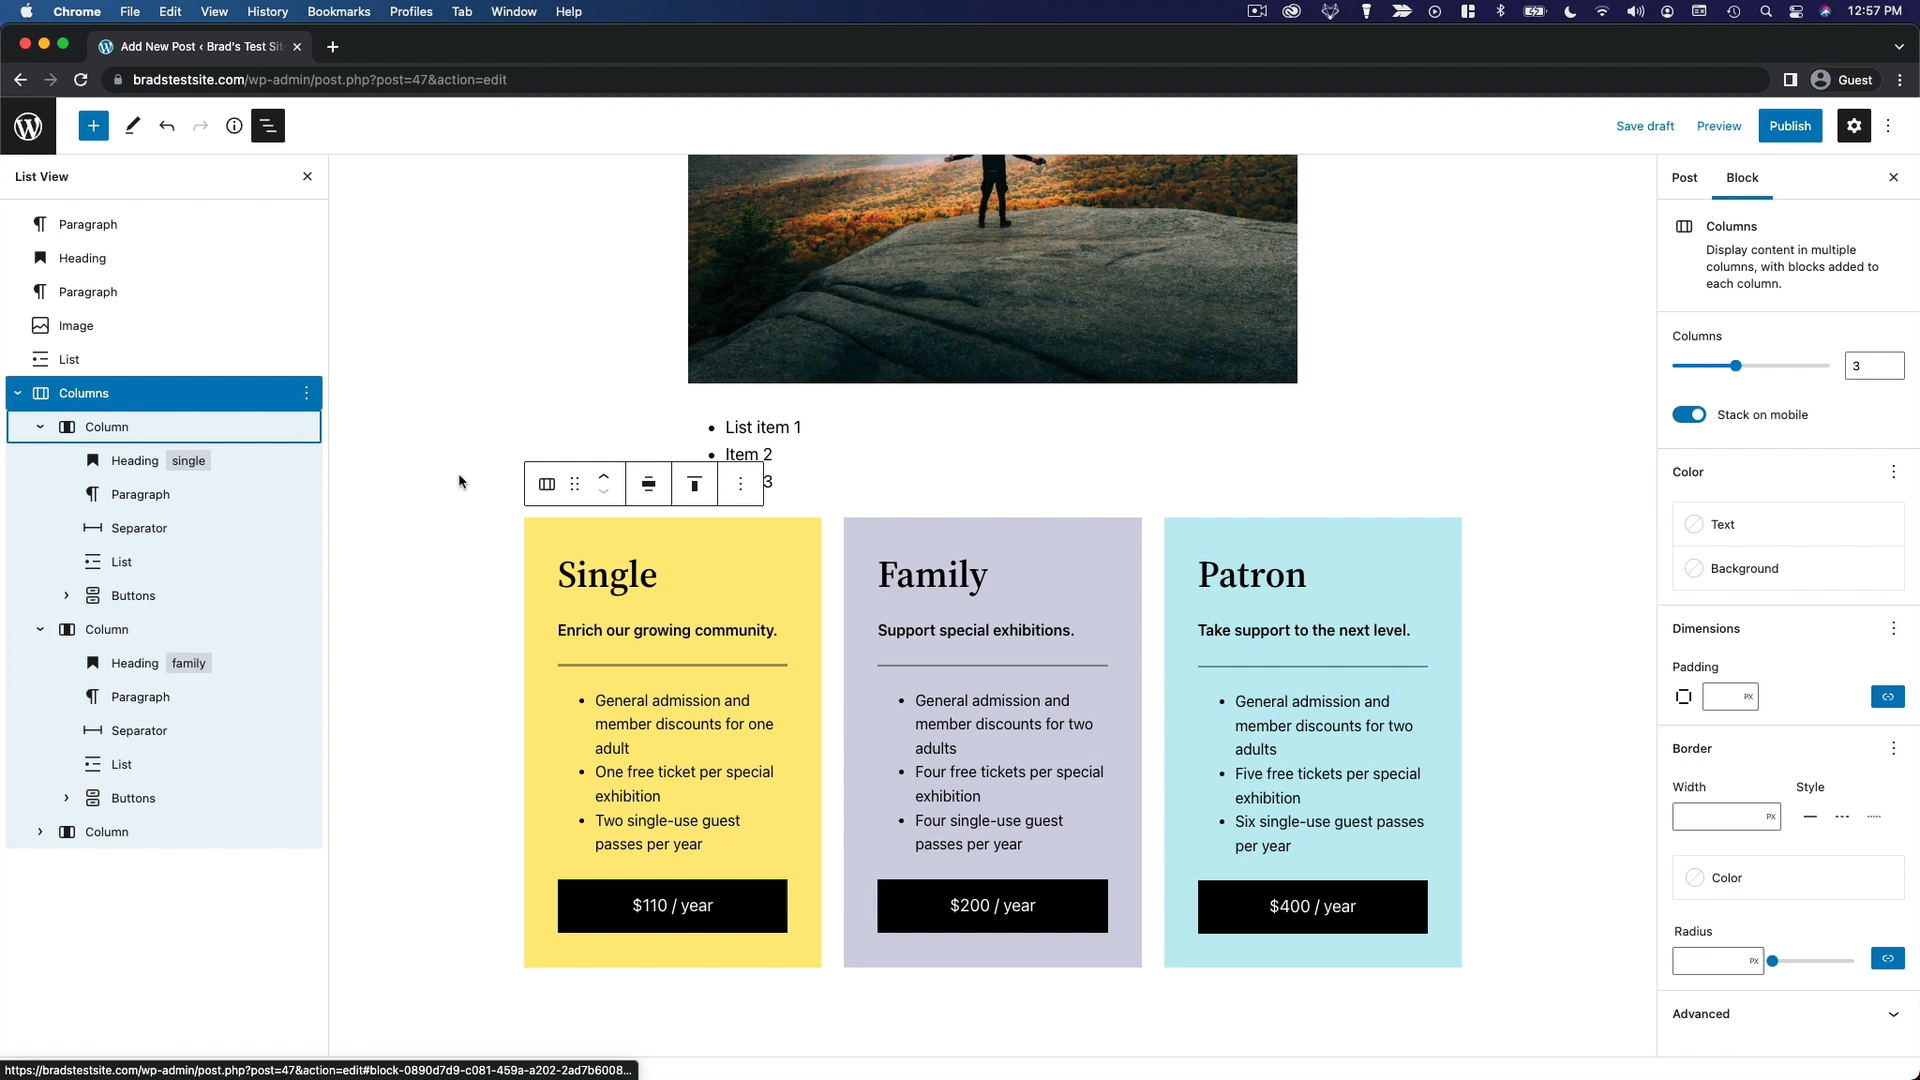 Chrome File Edit View History Bookmarks Profiles Tab Window Help 12:57 PM
Add New Post ‹ Brad's Test Sit
bradstestsite.com/wp-admin/post.php?post=47&action=edit Guest
Save draft Preview Publish
List View
Paragraph
Heading
Paragraph
Image
List
Columns
Column
Heading single
Paragraph
Separator
List
Buttons
Column
Heading family
Paragraph
Separator
List
Buttons
Column
List item 1
Item 2
3
Single
Enrich our growing community.
General admission and
member discounts for one
adult
One free ticket per special
exhibition
Two single-use guest
passes per year
$110 / year
Family
Support special exhibitions.
General admission and
member discounts for two
adults
Four free tickets per special
exhibition
Four single-use guest
passes per year
$200 / year
Patron
Take support to the next level.
General admission and
member discounts for two
adults
Five free tickets per special
exhibition
Six single-use guest passes
per year
$400 / year
Post Block
Columns
Display content in multiple
columns, with blocks added to
each column.
Columns
3
Stack on mobile
Color
Text
Background
Dimensions
Padding
PX
Border
Width Style
PX
Color
Radius
PX
Advanced
https://bradstestsite.com/wp-admin/post.php?post=47&action=edit#block-0890d7d9-c081-459a-a202-2ad7b6008...